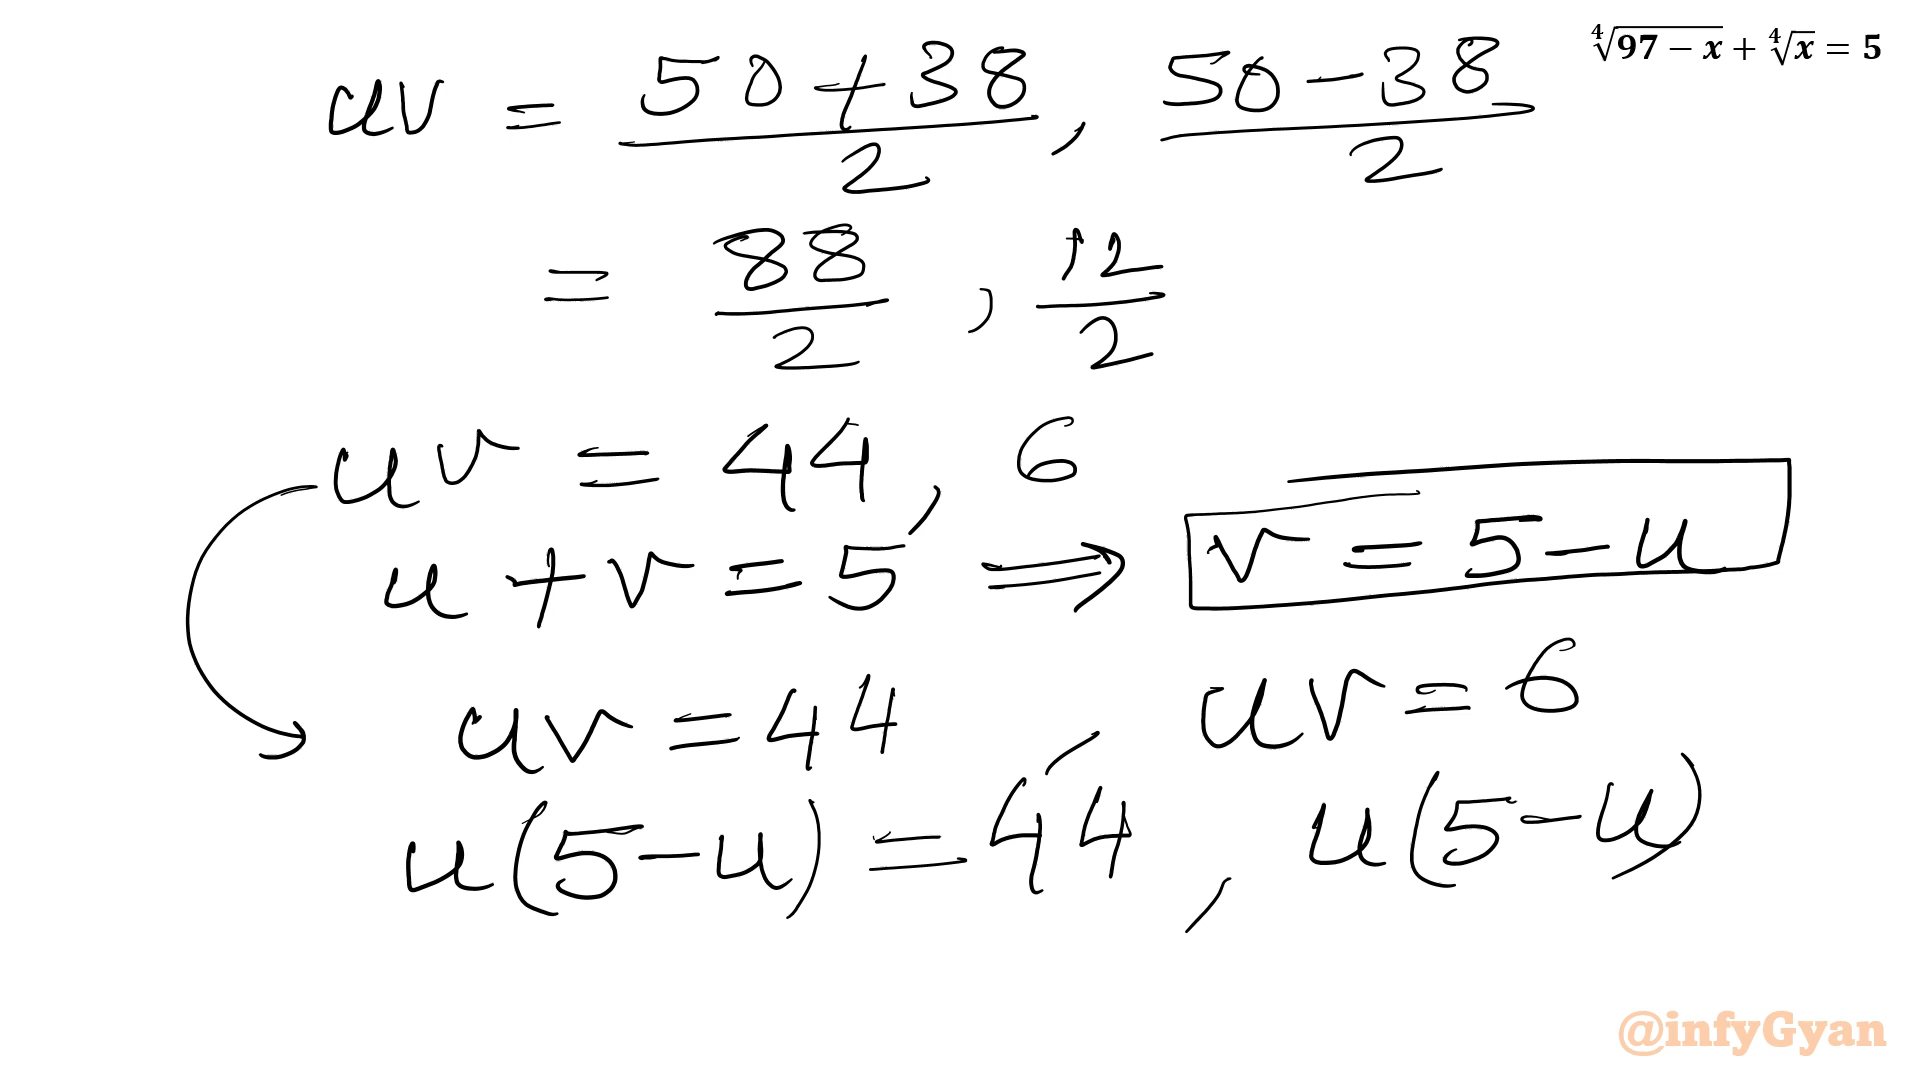 ∜(97 − x) + ∜x = 5
uv = (50+38)/2 , (50−38)/2
= 88/2 , 12/2
uv = 44, 6
u + v = 5 ⟹ v = 5 − u
uv = 44 , uv = 6
u(5−u) = 44 , u(5−u)
@infyGyan